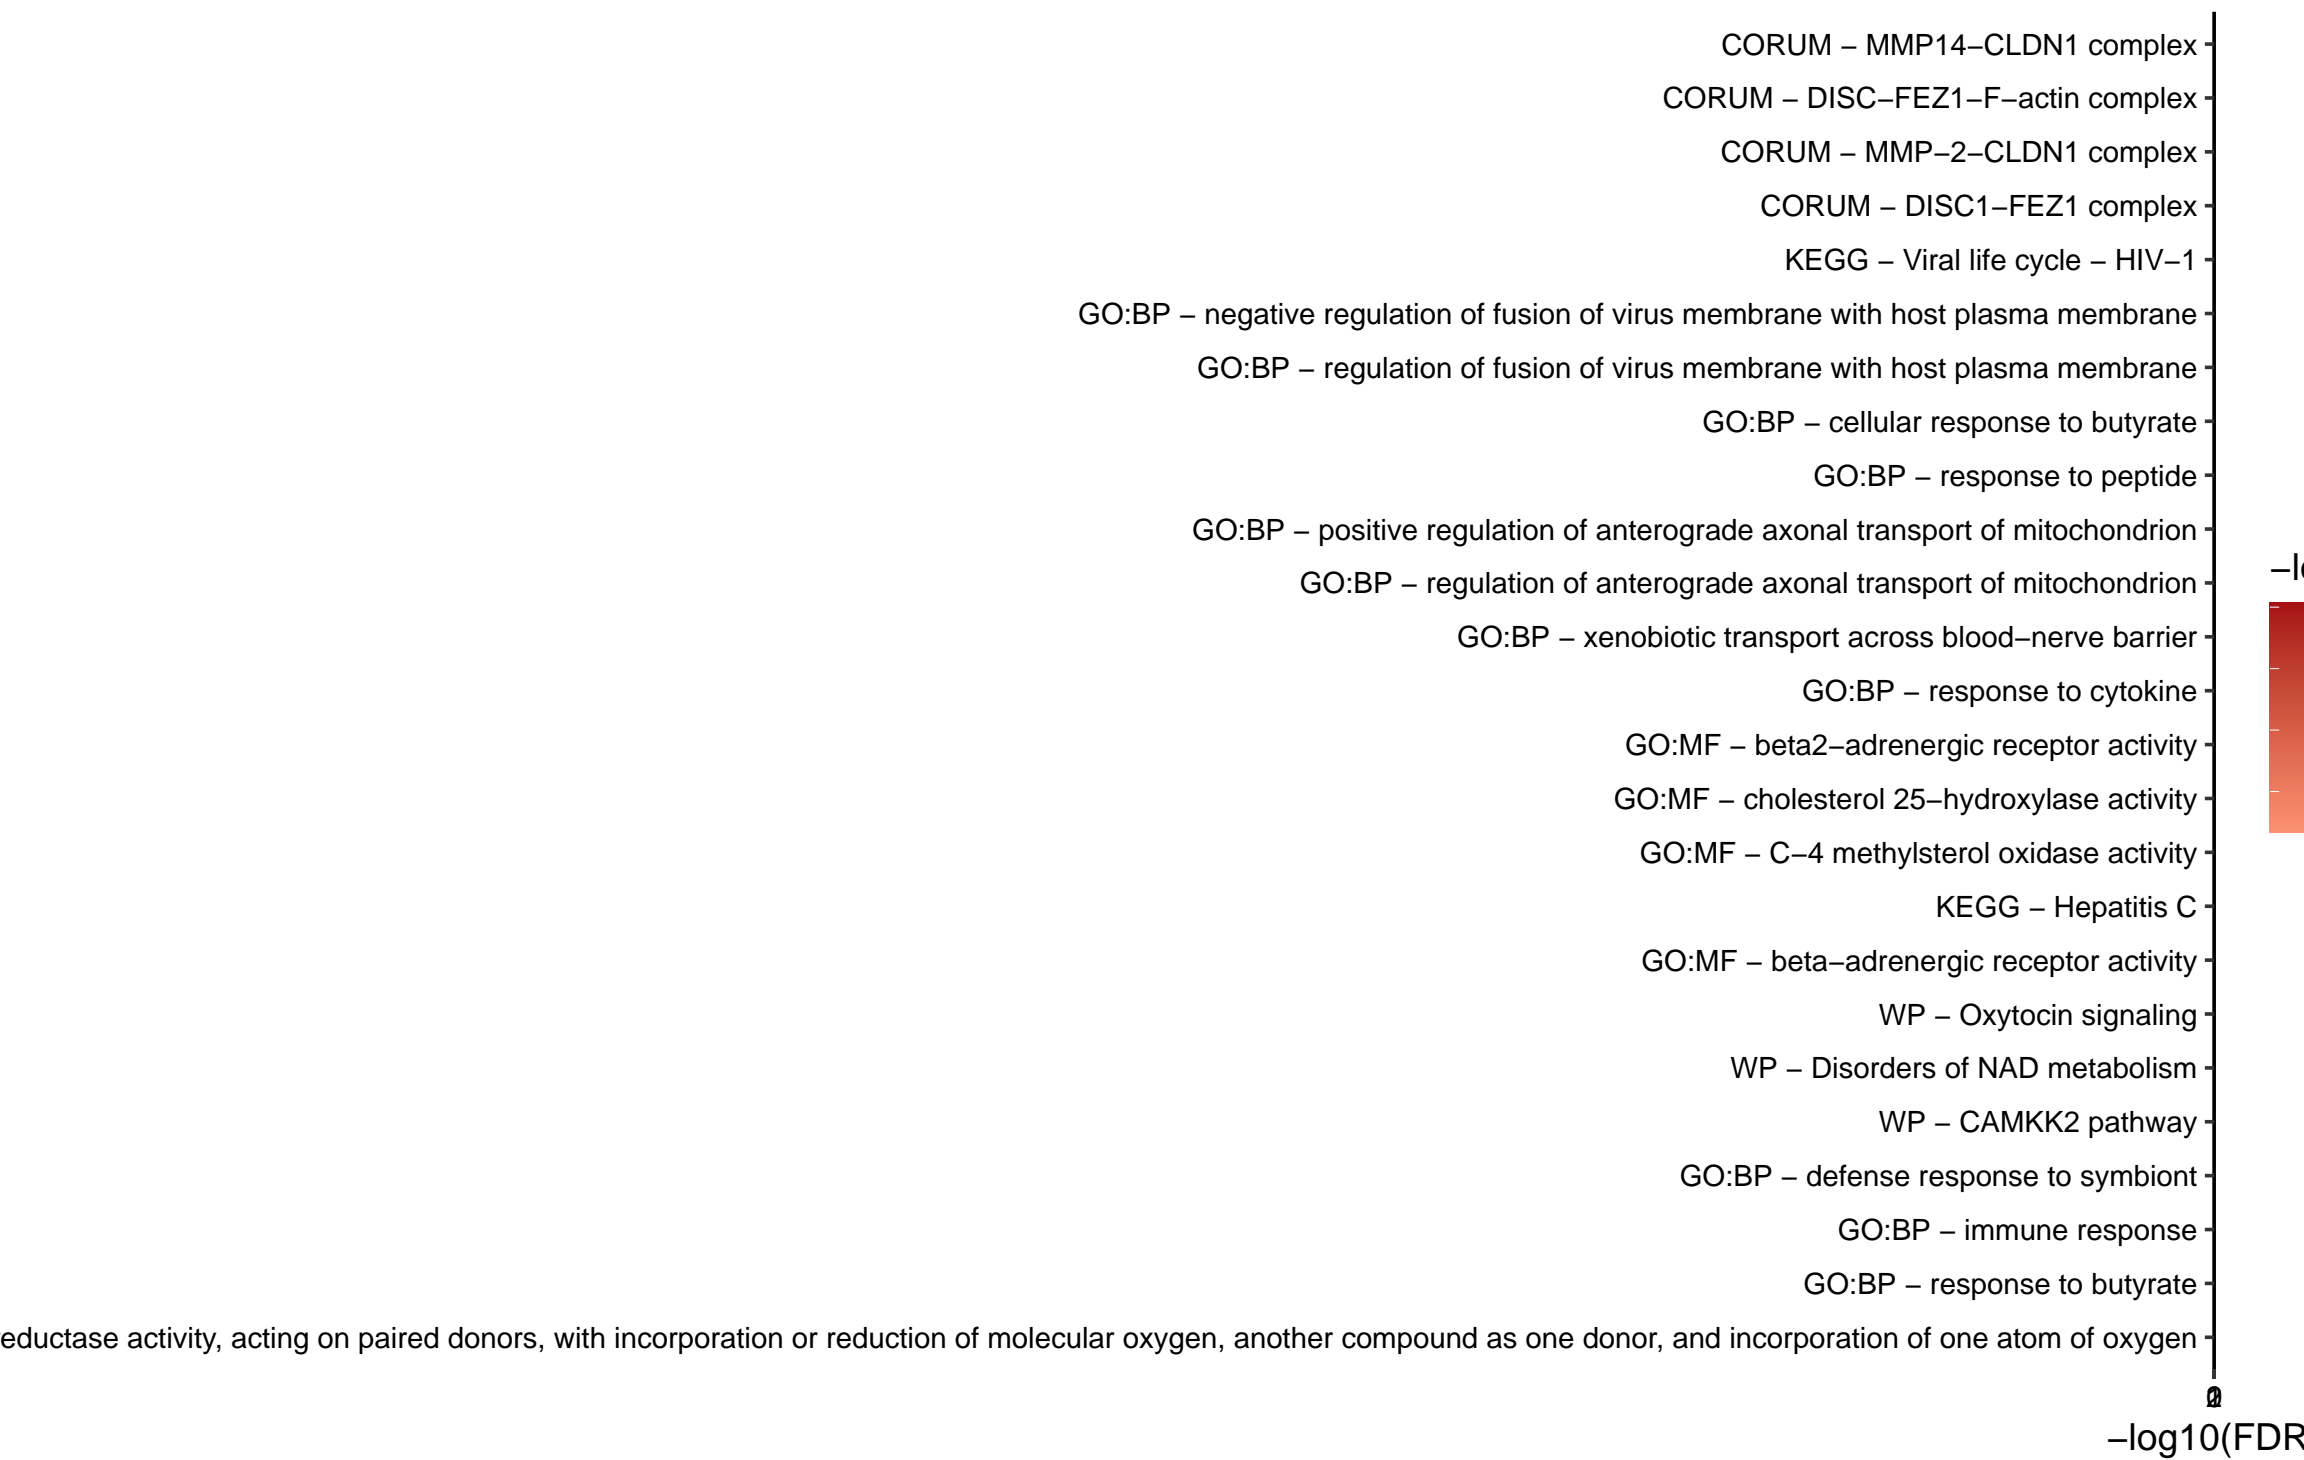 CORUM – MMP14–CLDN1 complex
CORUM – DISC–FEZ1–F–actin complex
CORUM – MMP–2–CLDN1 complex
CORUM – DISC1–FEZ1 complex
KEGG – Viral life cycle – HIV–1
GO:BP – negative regulation of fusion of virus membrane with host plasma membrane
GO:BP – regulation of fusion of virus membrane with host plasma membrane
GO:BP – cellular response to butyrate
GO:BP – response to peptide
GO:BP – positive regulation of anterograde axonal transport of mitochondrion
GO:BP – regulation of anterograde axonal transport of mitochondrion
GO:BP – xenobiotic transport across blood–nerve barrier
GO:BP – response to cytokine
GO:MF – beta2–adrenergic receptor activity
GO:MF – cholesterol 25–hydroxylase activity
GO:MF – C–4 methylsterol oxidase activity
KEGG – Hepatitis C
GO:MF – beta–adrenergic receptor activity
WP – Oxytocin signaling
WP – Disorders of NAD metabolism
WP – CAMKK2 pathway
GO:BP – defense response to symbiont
GO:BP – immune response
GO:BP – response to butyrate
eductase activity, acting on paired donors, with incorporation or reduction of molecular oxygen, another compound as one donor, and incorporation of one atom of oxygen
–log10(FDR